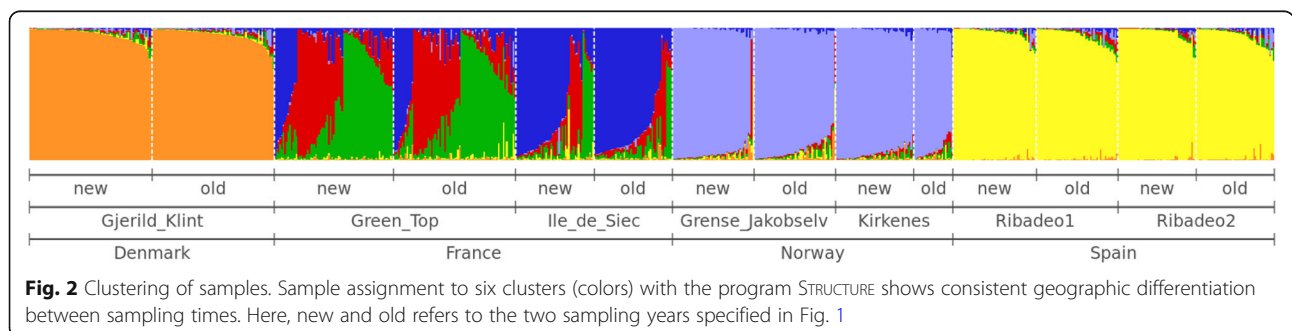 new old new old new old new old new old new old new old
Gjerild_Klint Green_Top Ile_de_Siec Grense_Jakobselv Kirkenes Ribadeo1 Ribadeo2
Denmark France Norway Spain
Fig. 2 Clustering of samples. Sample assignment to six clusters (colors) with the program STRUCTURE shows consistent geographic differentiation
between sampling times. Here, new and old refers to the two sampling years specified in Fig. 1